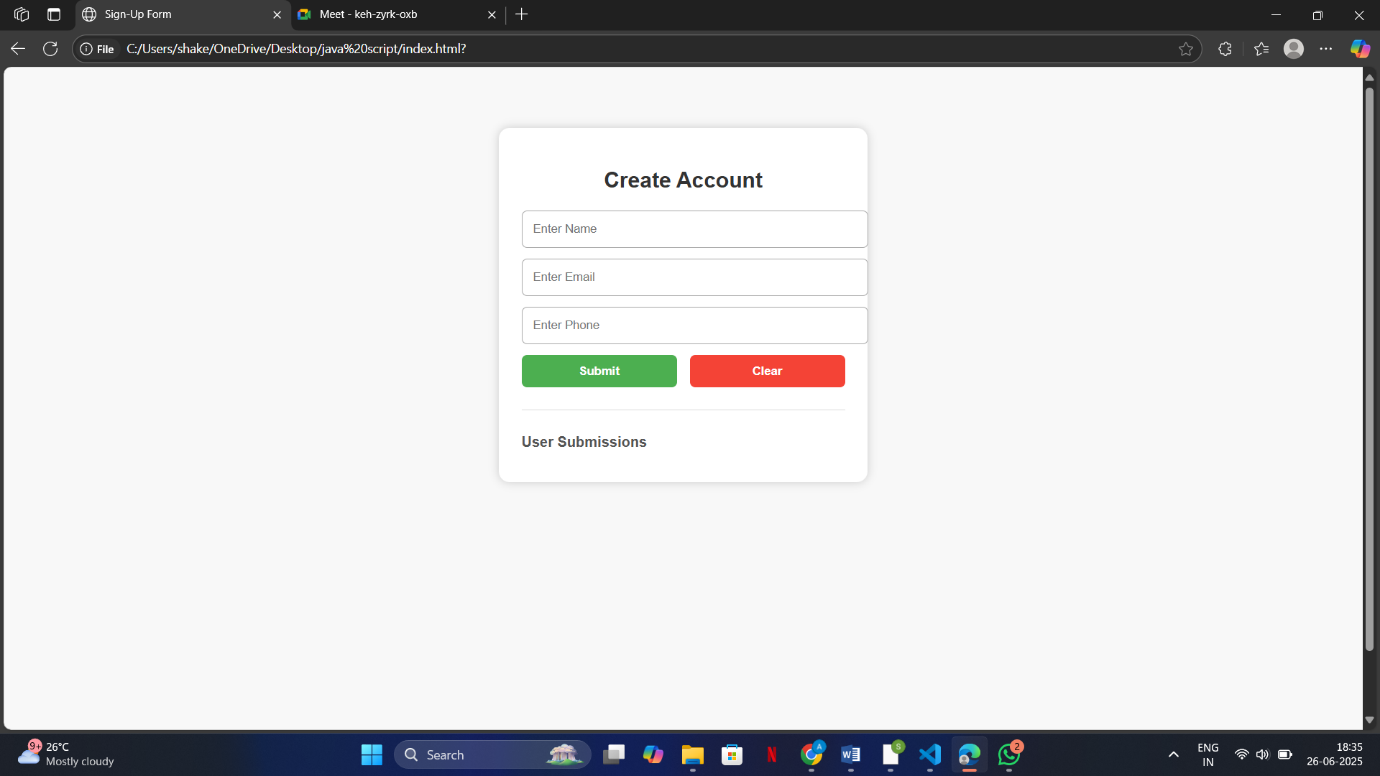 Sign-Up Form
Meet - keh-zyrk-oxb
File
C:/Users/shake/OneDrive/Desktop/java%20script/index.html?
Create Account
Enter Name
Enter Email
Enter Phone
Submit
Clear
User Submissions
9+
26°C
Mostly cloudy
Search
A
S
2
ENG
IN
18:35
26-06-2025